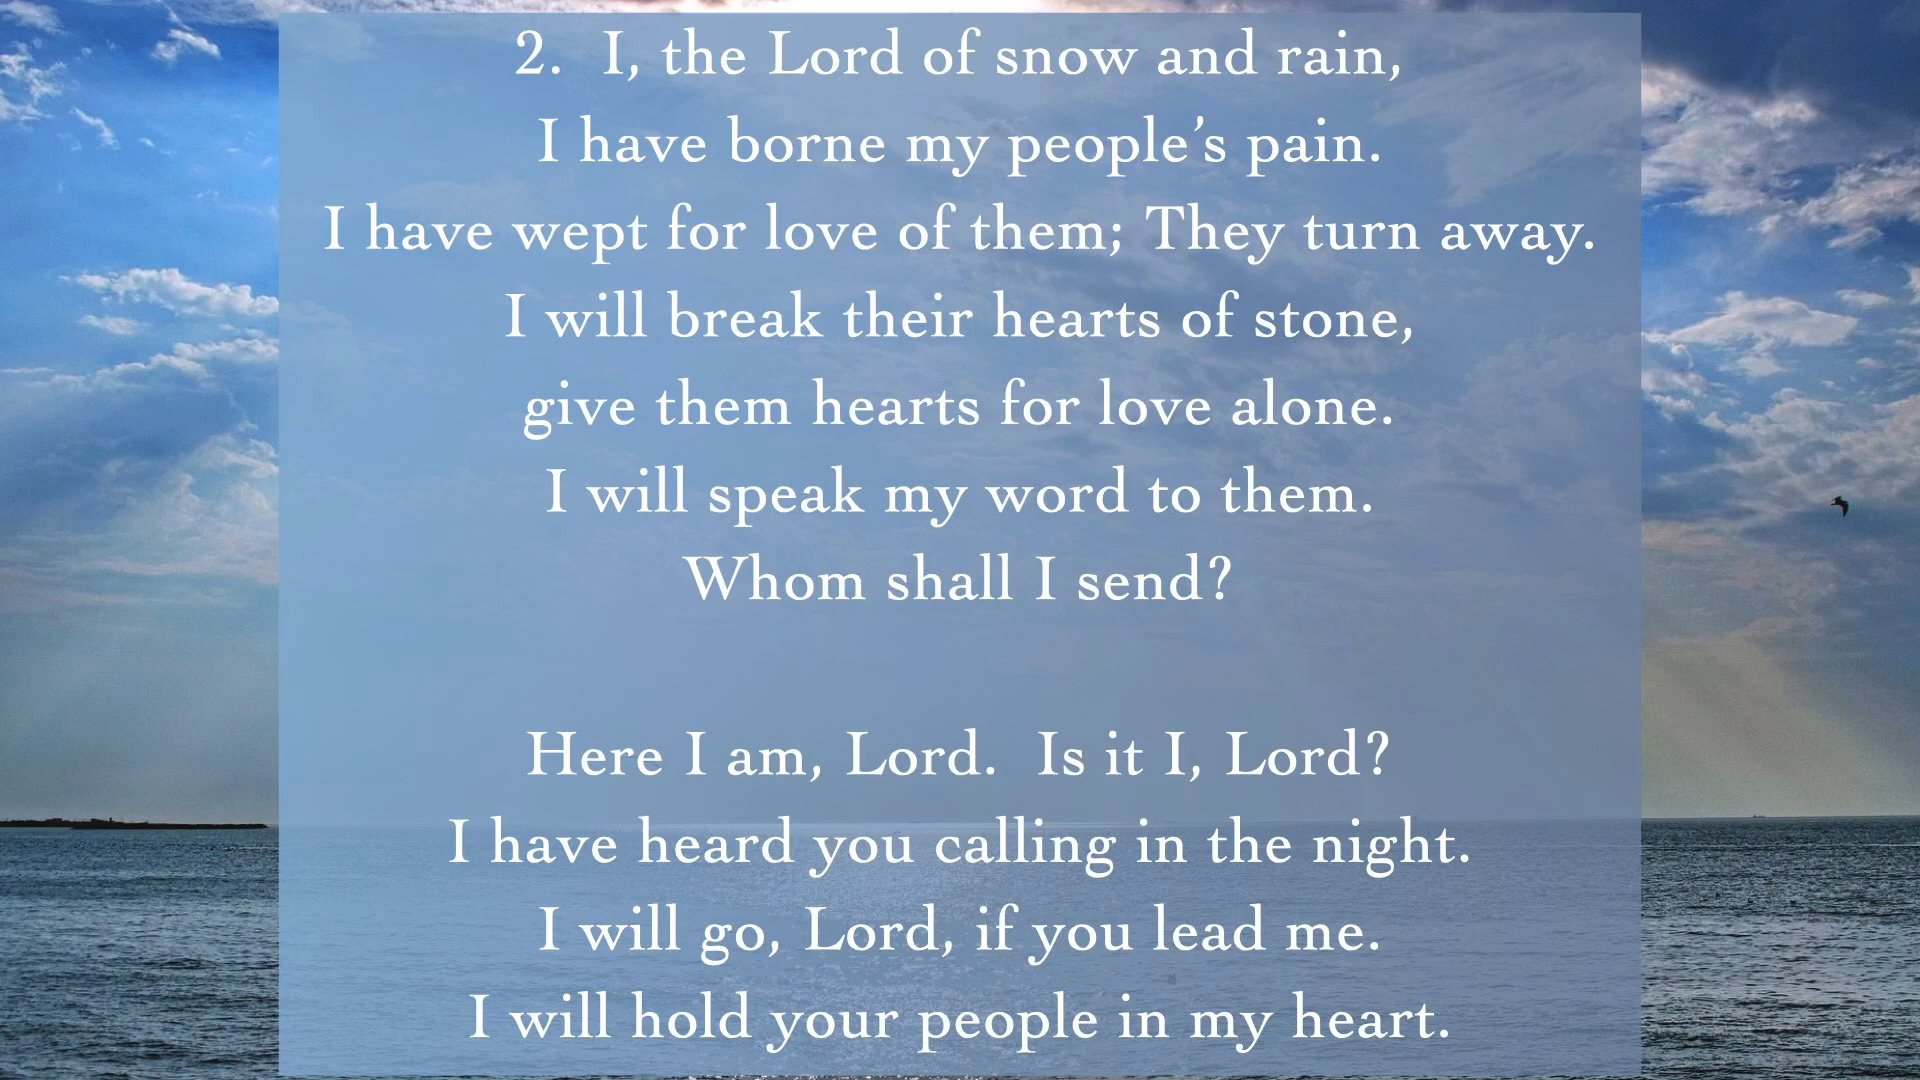 2.  I, the Lord of snow and rain,
I have borne my people’s pain.
I have wept for love of them; They turn away.
I will break their hearts of stone,
give them hearts for love alone.
I will speak my word to them.
Whom shall I send?
Here I am, Lord.  Is it I, Lord?
I have heard you calling in the night.
I will go, Lord, if you lead me.
I will hold your people in my heart.